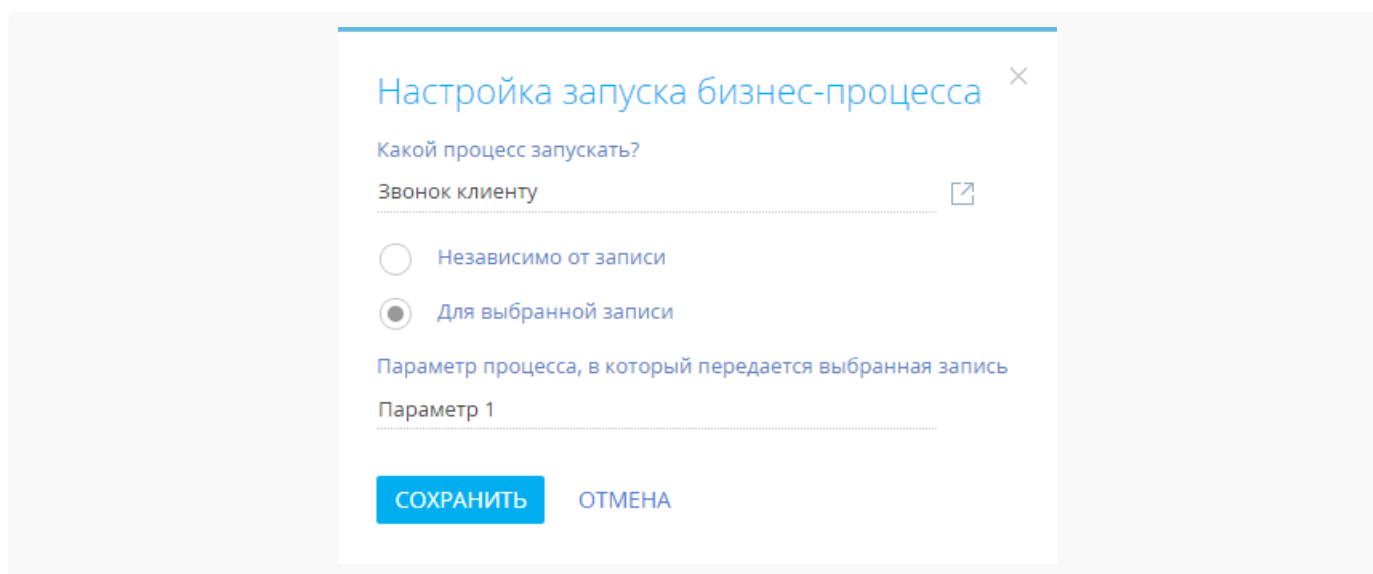 Настройка запуска бизнес-процесса
Какой процесс запускать?
Звонок клиенту
Независимо от записи
Для выбранной записи
Параметр процесса, в который передается выбранная запись
Параметр 1
СОХРАНИТЬ ОТМЕНА